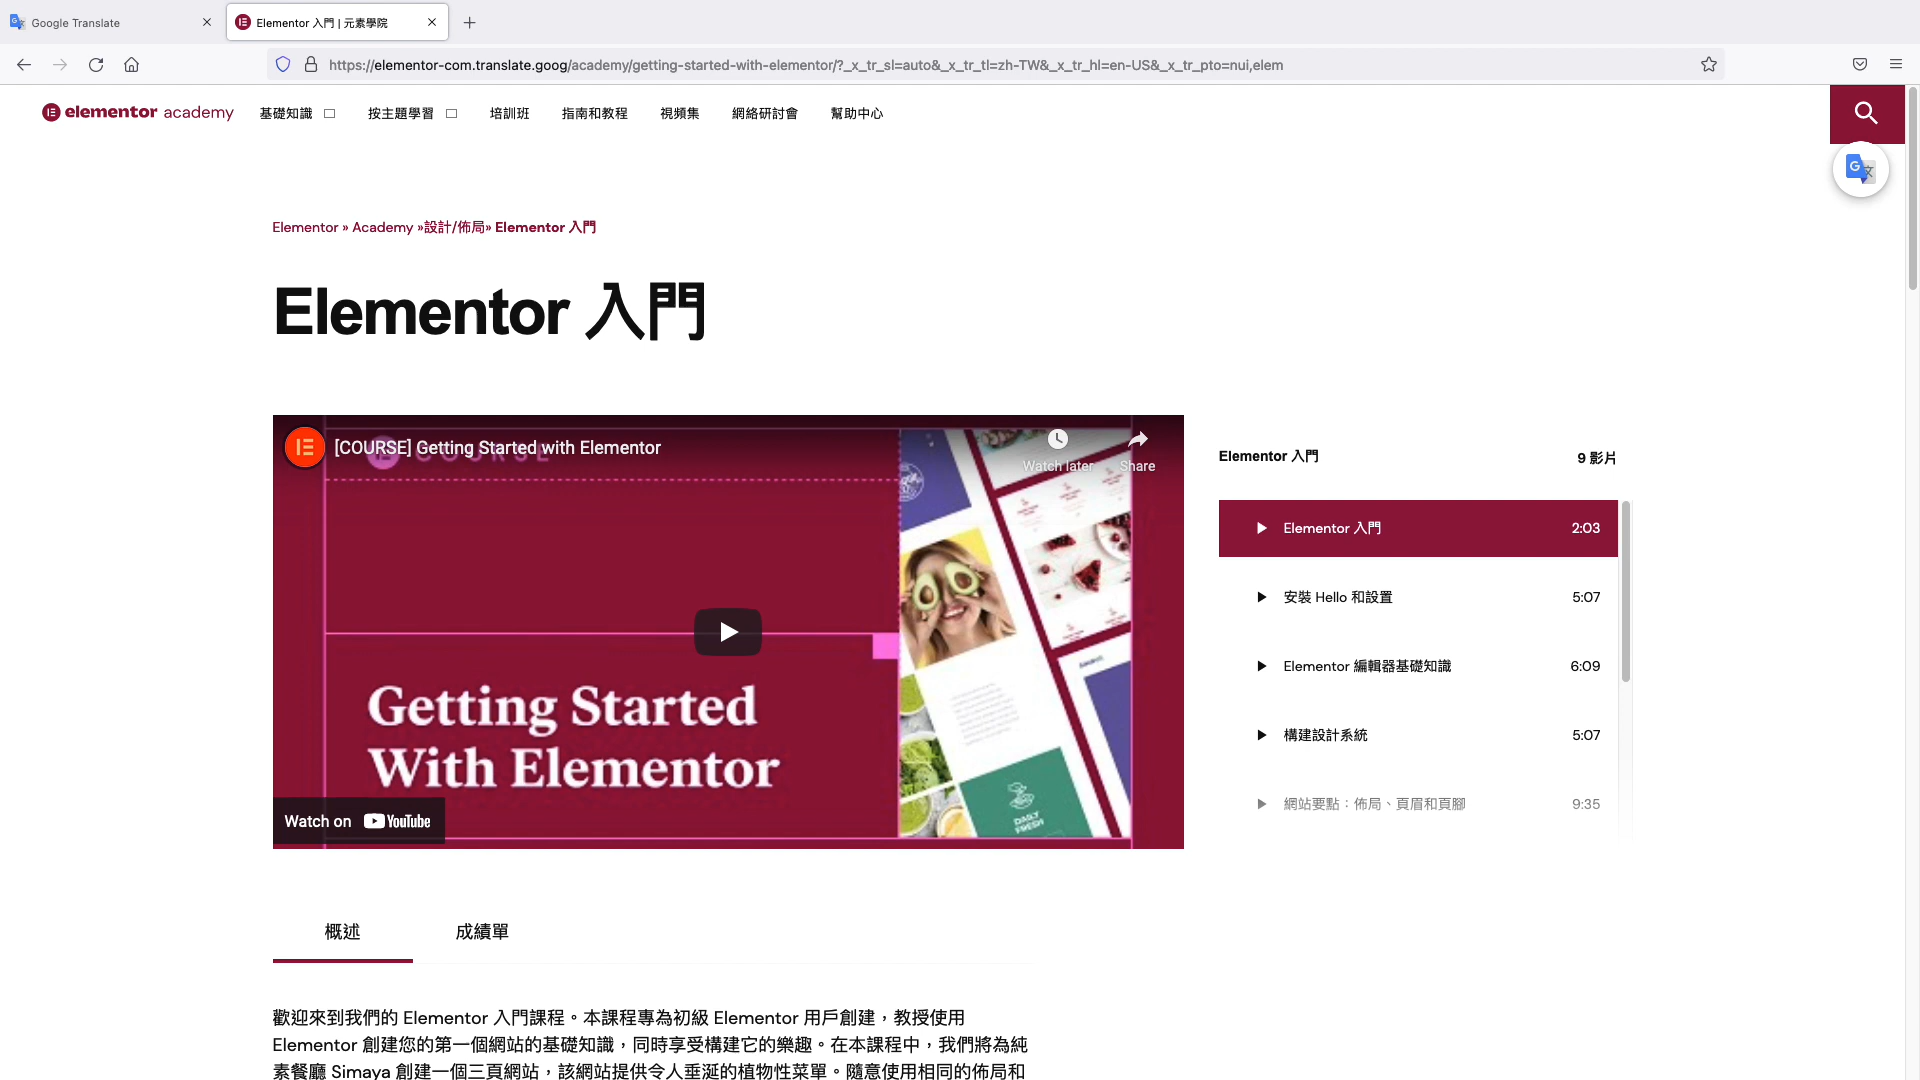 Google Translate
Elementor 入門 | 元素學院
https://elementor-com.translate.goog/academy/getting-started-with-elementor/?_x_tr_sl=auto&_x_tr_tl=zh-TW&_x_tr_hl=en-US&_x_tr_pto=nui,elem
elementor academy
基礎知識
按主題學習
培訓班
指南和教程
視頻集
網絡研討會
幫助中心
Elementor » Academy »設計/佈局» Elementor 入門
Elementor 入門
[COURSE] Getting Started with Elementor
Watch later
Share
Getting Started
With Elementor
DAILY
FRESH
Watch on YouTube
Elementor 入門
9 影片
Elementor 入門 2:03
安裝 Hello 和設置 5:07
Elementor 編輯器基礎知識 6:09
構建設計系統 5:07
網站要點：佈局、頁眉和頁腳 9:35
概述
成績單
歡迎來到我們的 Elementor 入門課程。本課程專為初級 Elementor 用戶創建，教授使用
Elementor 創建您的第一個網站的基礎知識，同時享受構建它的樂趣。在本課程中，我們將為純
素餐廳 Simaya 創建一個三頁網站，該網站提供令人垂涎的植物性菜單。隨意使用相同的佈局和